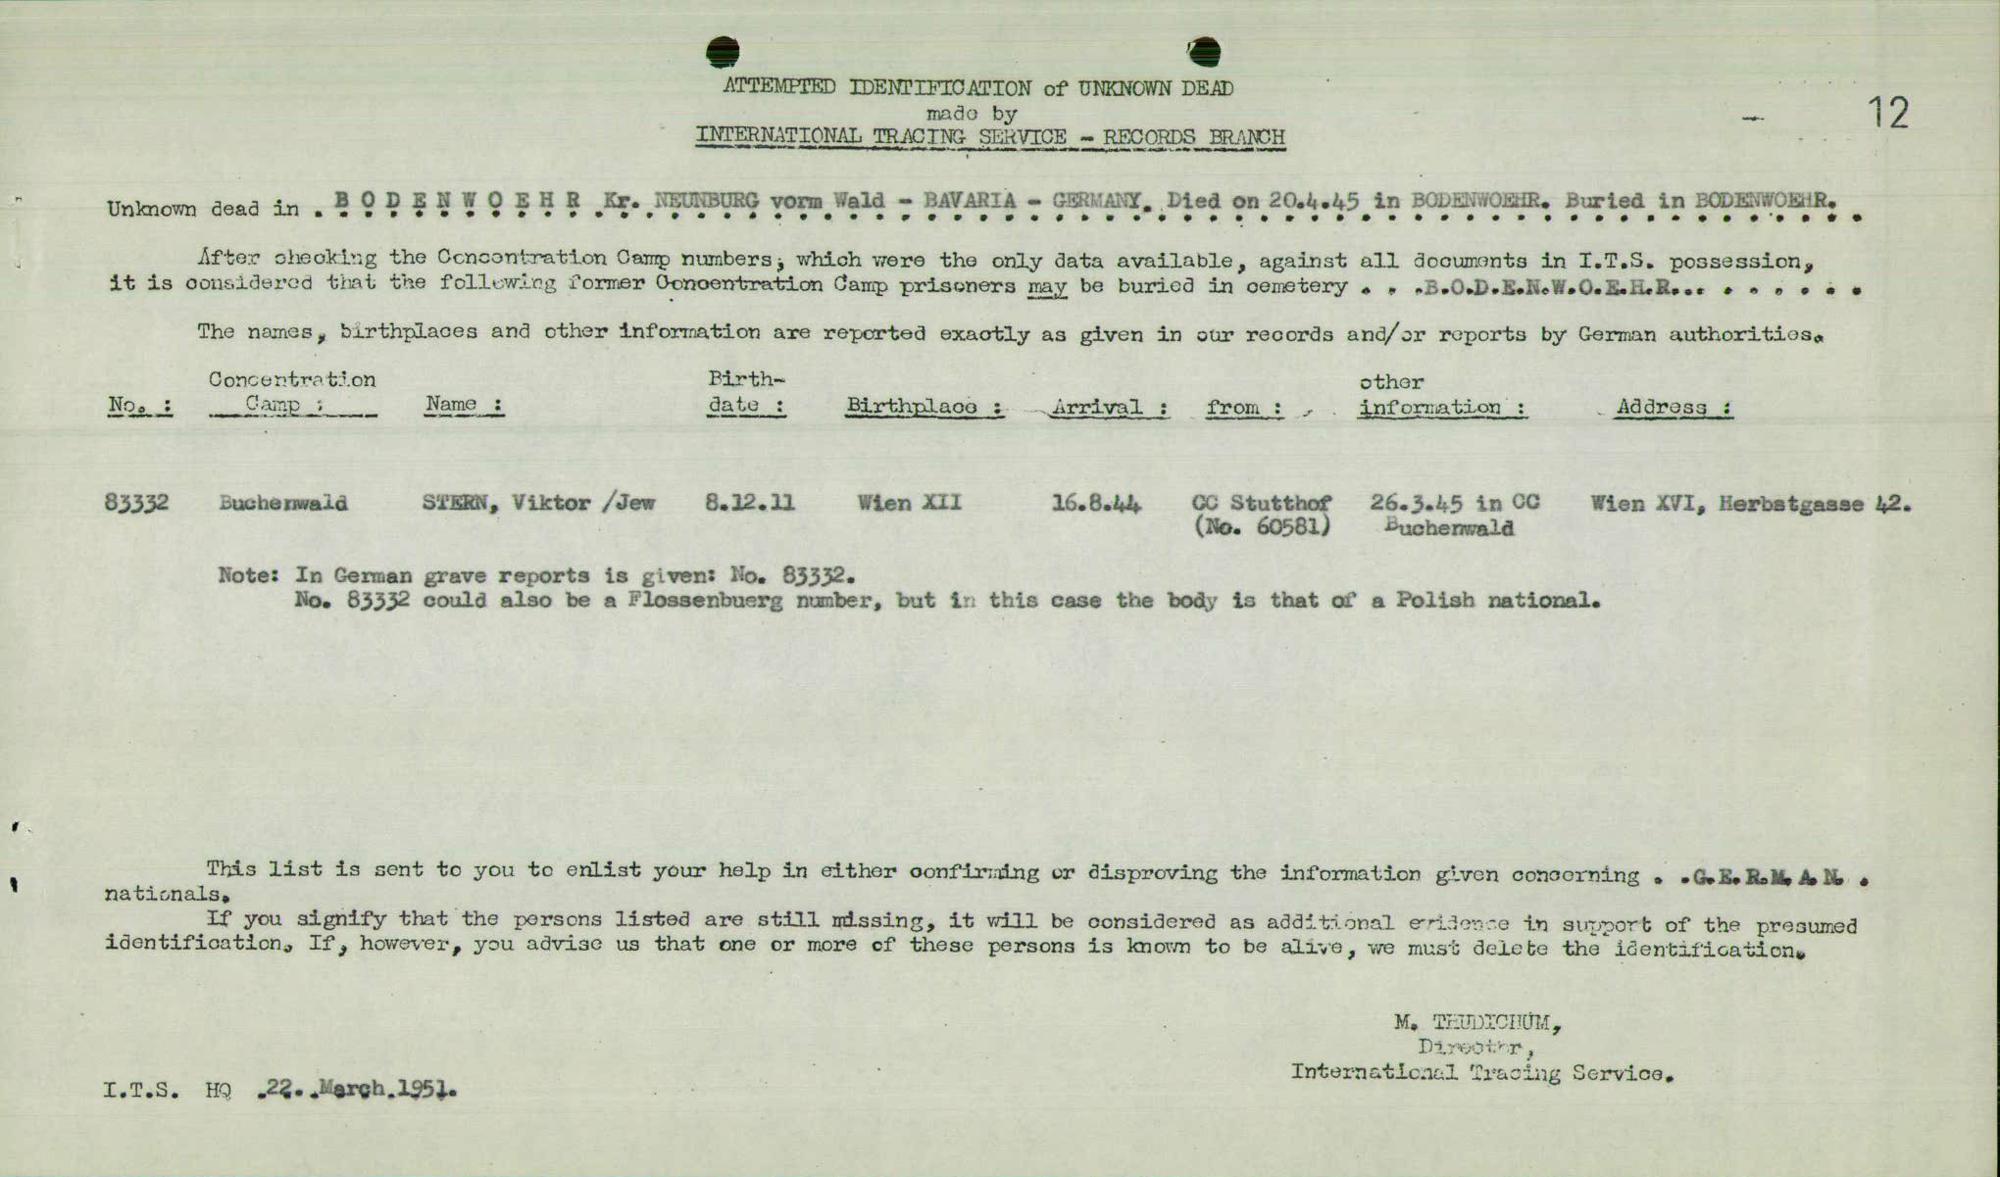 ATTEMPTED IDENTIFICATION of UNKNOWN DEAD
made by
INTERNATIONAL TRACING SERVICE - RECORDS BRANCH
12
Unknown dead in . B O D E N W O E H R Kr. NEUNBURG vorm Wald - BAVARIA - GERMANY. Died on 20.4.45 in BODENWOEHR. Buried in BODENWOEHR.
After checking the Concentration Camp numbers, which were the only data available, against all documents in I.T.S. possession,
it is considered that the following former Concentration Camp prisoners may be buried in cemetery . . .B.O.D.E.N.W.O.E.H.R... . . . . . .
The names, birthplaces and other information are reported exactly as given in our records and/or reports by German authorities.
No. : Concentration Camp : Name : Birth-date : Birthplace : Arrival : from : other information : Address :
83332 Buchenwald STERN, Viktor /Jew 8.12.11 Wien XII 16.8.44 CC Stutthof 26.3.45 in CC Wien XVI, Herbstgasse 42.
(No. 60581) Buchenwald
Note: In German grave reports is given: No. 83332.
No. 83332 could also be a Flossenbuerg number, but in this case the body is that of a Polish national.
This list is sent to you to enlist your help in either confirming or disproving the information given concerning . .G.E.R.M.A.N. .
nationals.
If you signify that the persons listed are still missing, it will be considered as additional evidence in support of the presumed
identification. If, however, you advise us that one or more of these persons is known to be alive, we must delete the identification.
M. THUDICHUM,
Director,
International Tracing Service.
I.T.S. HQ .22. .March.1951.